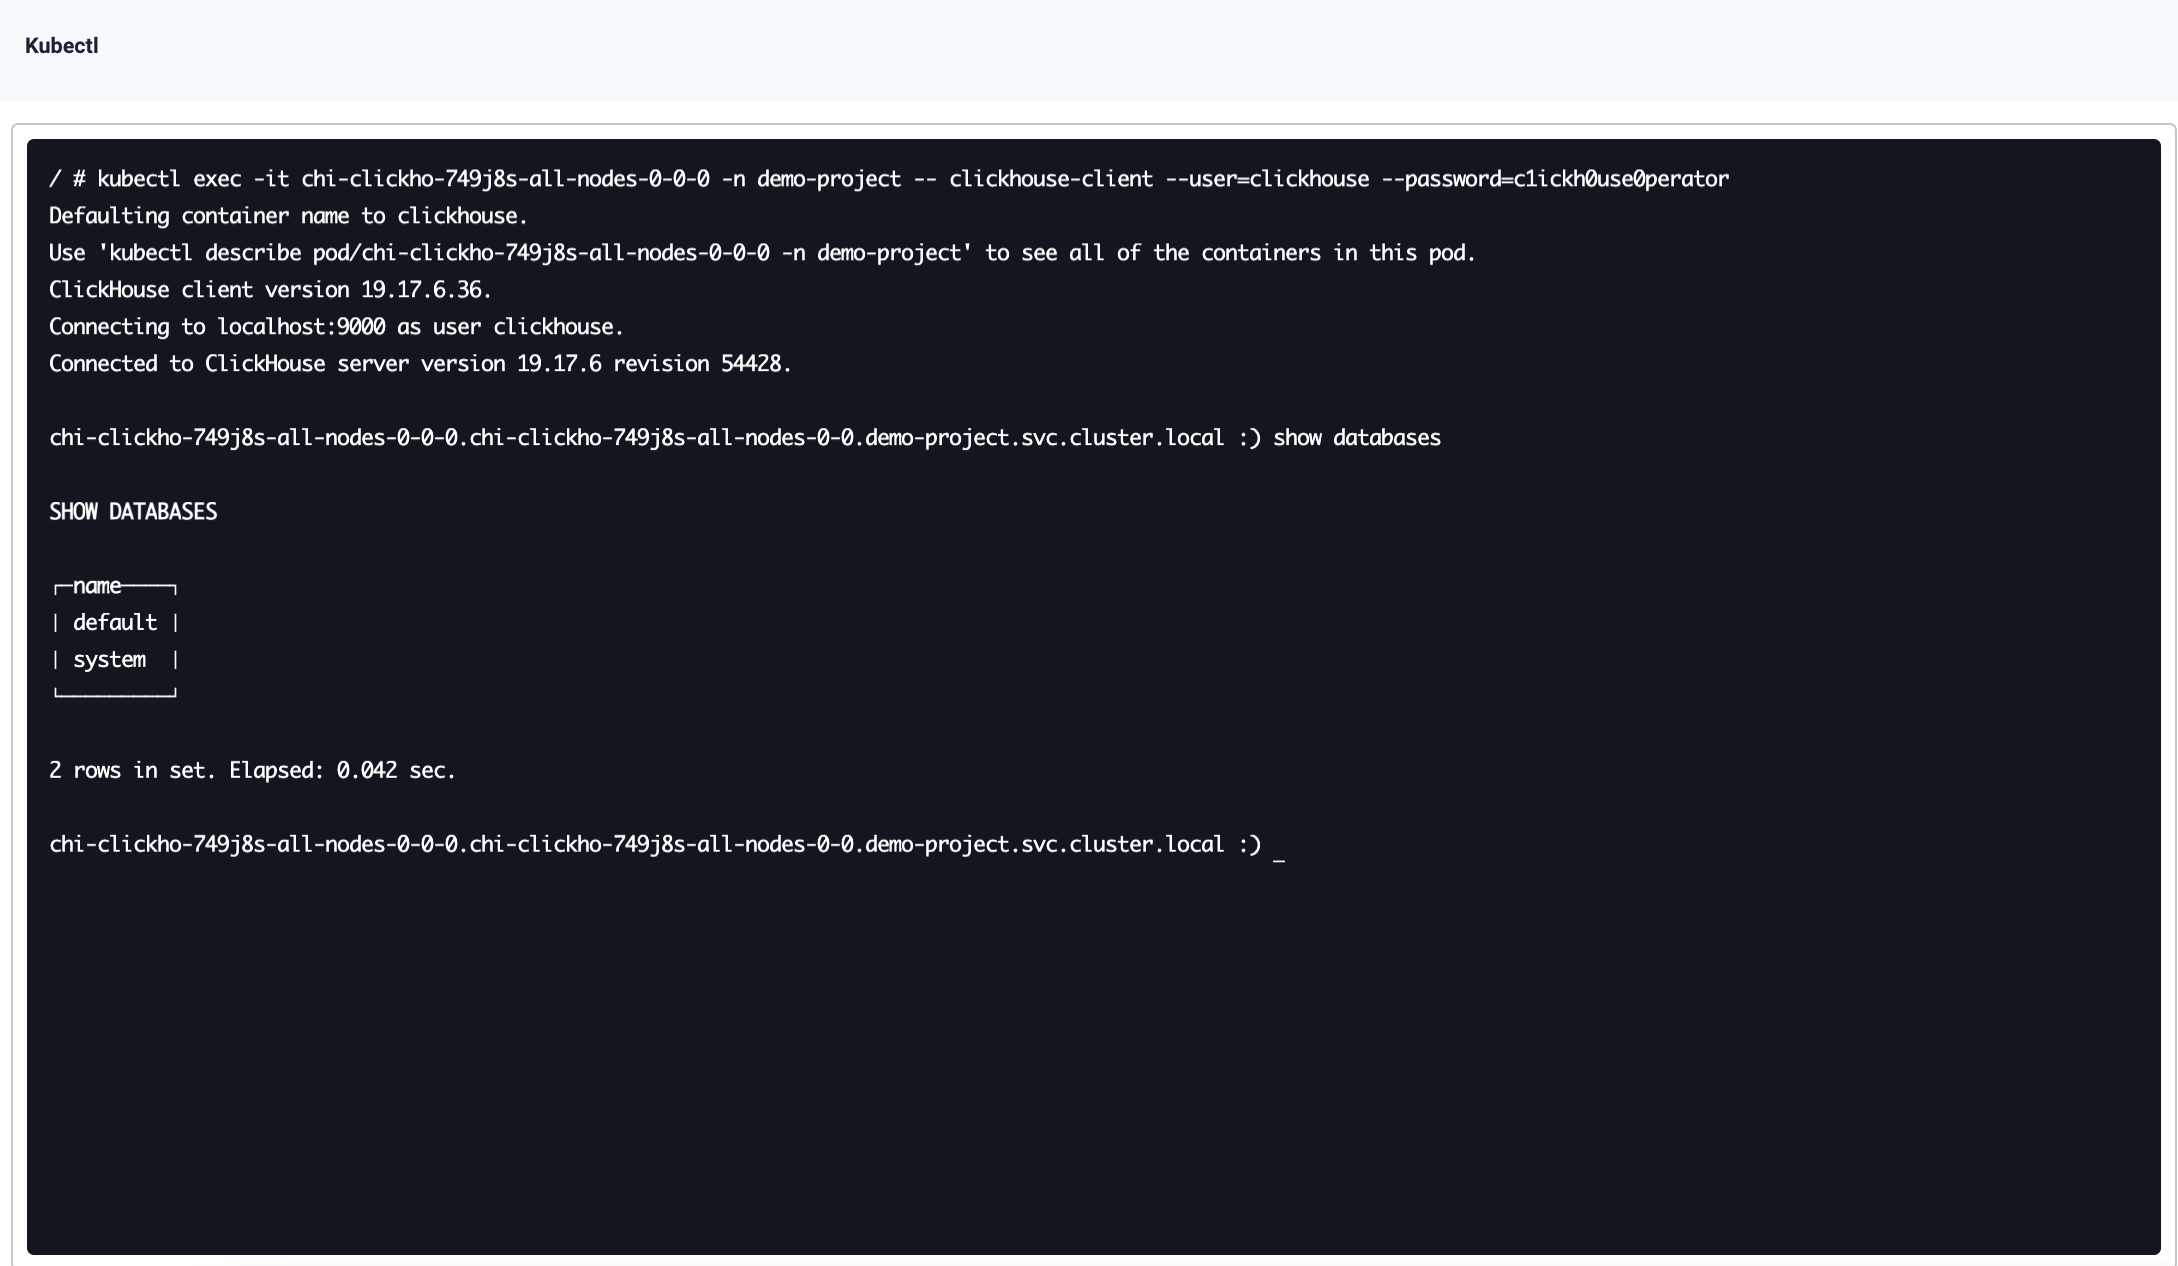 Kubectl
/ # kubectl exec -it chi-clickho-749j8s-all-nodes-0-0-0 -n demo-project -- clickhouse-client --user=clickhouse --password=c1ickh0use0perator
Defaulting container name to clickhouse.
Use 'kubectl describe pod/chi-clickho-749j8s-all-nodes-0-0-0 -n demo-project' to see all of the containers in this pod.
ClickHouse client version 19.17.6.36.
Connecting to localhost:9000 as user clickhouse.
Connected to ClickHouse server version 19.17.6 revision 54428.
chi-clickho-749j8s-all-nodes-0-0-0.chi-clickho-749j8s-all-nodes-0-0.demo-project.svc.cluster.local :) show databases
SHOW DATABASES
┌─name────┐
│ default │
│ system  │
└─────────┘
2 rows in set. Elapsed: 0.042 sec.
chi-clickho-749j8s-all-nodes-0-0-0.chi-clickho-749j8s-all-nodes-0-0.demo-project.svc.cluster.local :) _